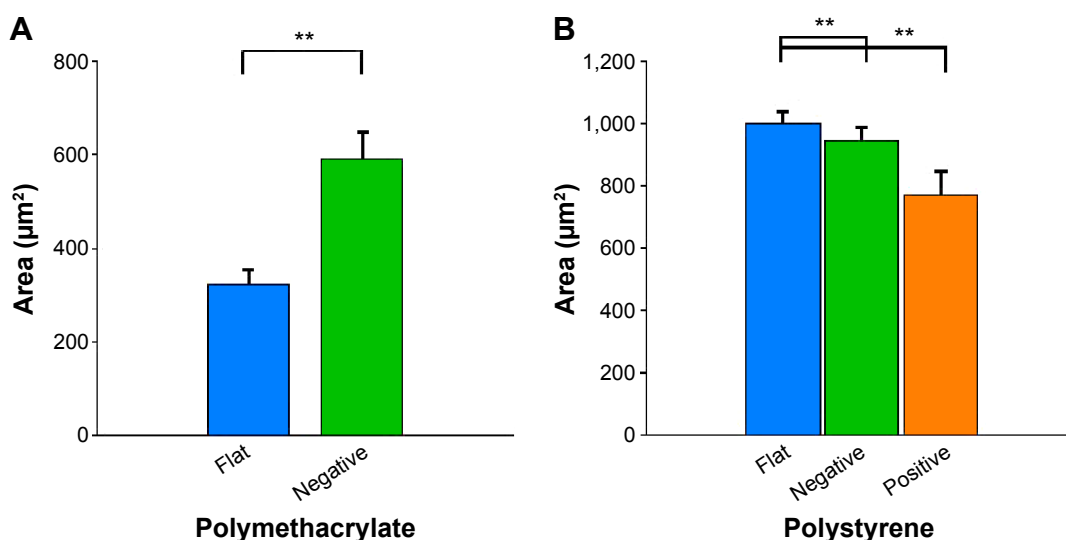 A
**
800
600
400
200
0
Area (µm²)
Flat
Negative
Polymethacrylate
B
**
**
1,200
1,000
800
600
400
200
0
Area (µm²)
Flat
Negative
Positive
Polystyrene